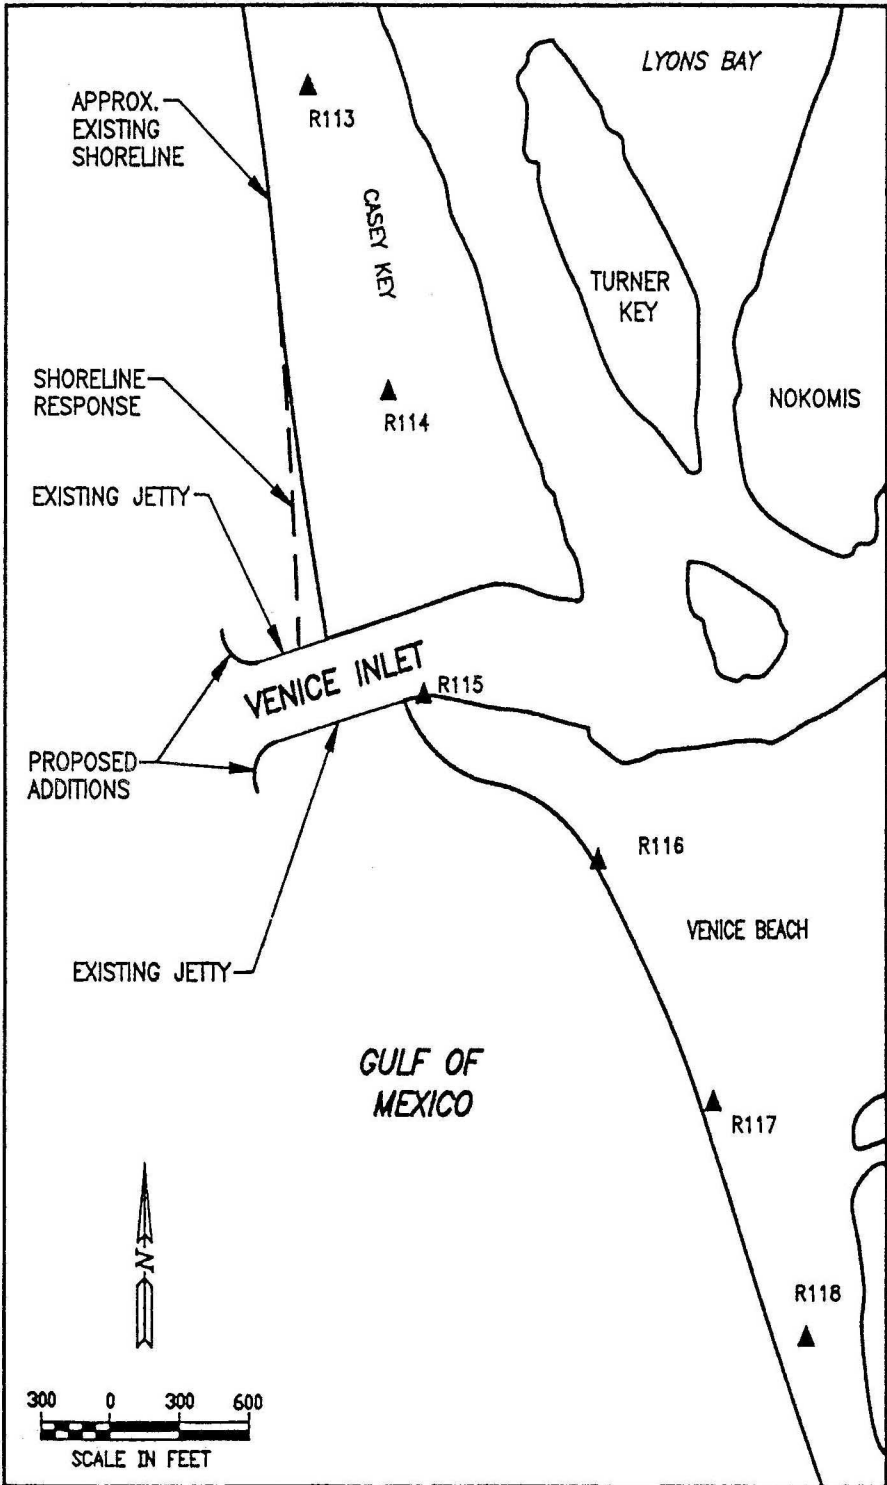 LYONS BAY
APPROX.
EXISTING
SHORELINE
R113
CASEY KEY
TURNER
KEY
SHORELINE
RESPONSE
NOKOMIS
R114
EXISTING JETTY
VENICE INLET
R115
PROPOSED
ADDITIONS
R116
VENICE BEACH
EXISTING JETTY
GULF OF
MEXICO
R117
N
R118
300 0 300 600
SCALE IN FEET